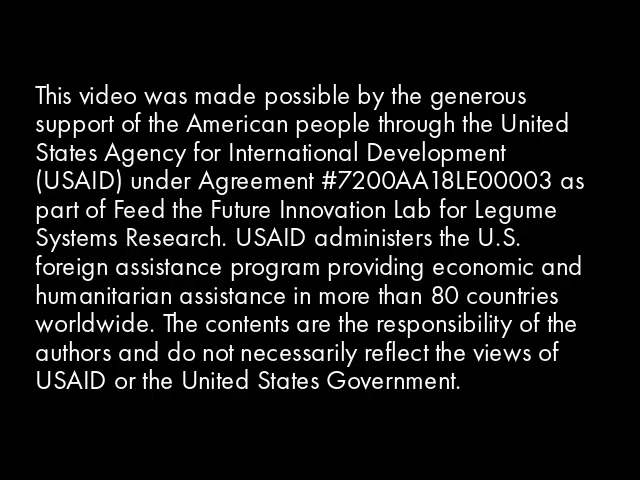 This video was made possible by the generous
support of the American people through the United
States Agency for International Development
(USAID) under Agreement #7200AA18LE00003 as
part of Feed the Future Innovation Lab for Legume
Systems Research. USAID administers the U.S.
foreign assistance program providing economic and
humanitarian assistance in more than 80 countries
worldwide. The contents are the responsibility of the
authors and do not necessarily reflect the views of
USAID or the United States Government.